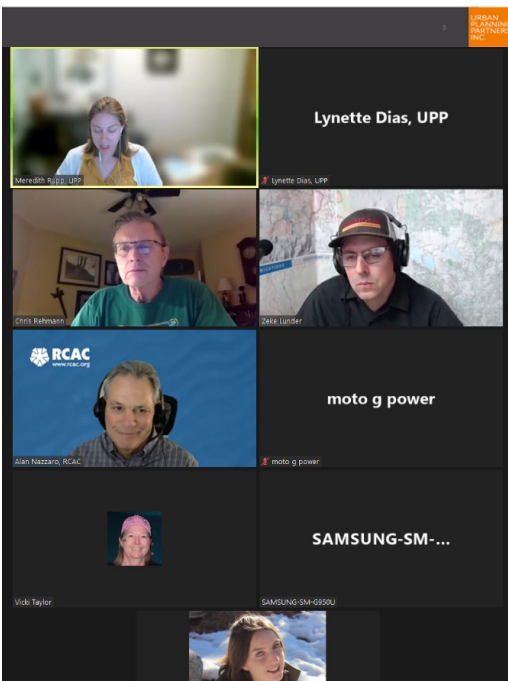 URBAN
PLANNING
PARTNERS
INC.
Meredith Rupp, UPP
Lynette Dias, UPP
Lynette Dias, UPP
Chris Rehmann
Zeke Lunder
RCAC
www.rcac.org
Alan Nazzaro, RCAC
moto g power
moto g power
Vicki Taylor
SAMSUNG-SM-...
SAMSUNG-SM-G950U